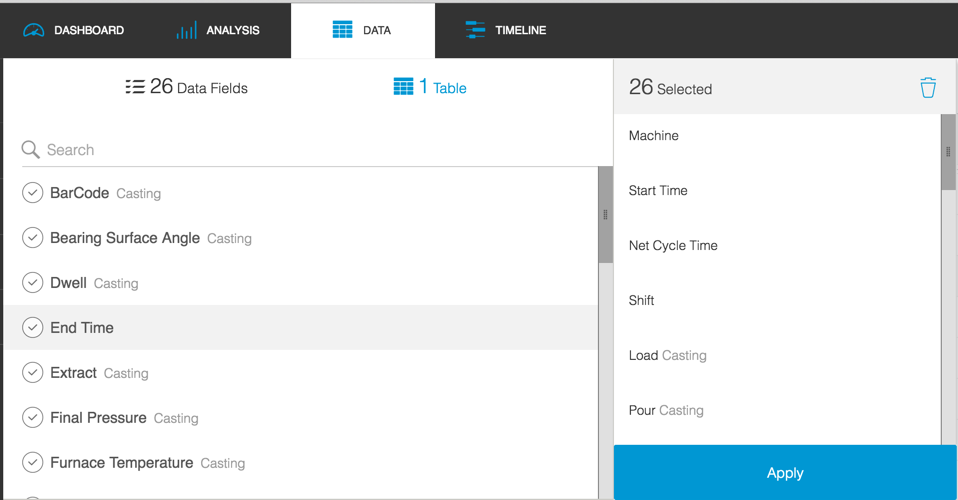 DASHBOARD ANALYSIS DATA TIMELINE
26 Data Fields 1 Table
Search
BarCode Casting
Bearing Surface Angle Casting
Dwell Casting
End Time
Extract Casting
Final Pressure Casting
Furnace Temperature Casting
26 Selected
Machine
Start Time
Net Cycle Time
Shift
Load Casting
Pour Casting
Apply